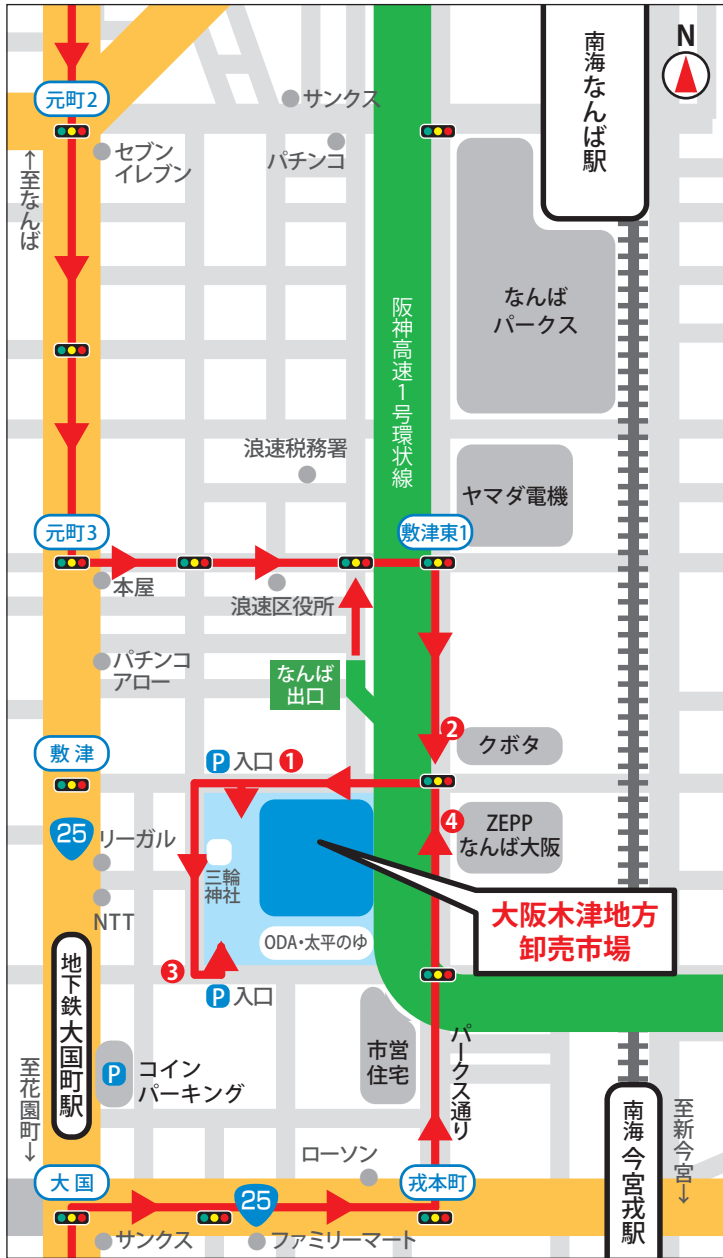 N
南海なんば駅
元町2
サンクス
パチンコ
セブン
イレブン
←至なんば
なんば
パークス
阪神高速1号環状線
浪速税務署
ヤマダ電機
元町3
敷津東1
本屋
浪速区役所
パチンコ
アロー
なんば
出口
2
クボタ
敷津
P 入口 1
4
ZEPP
なんば大阪
25
リーガル
三輪
神社
NTT
大阪木津地方
卸売市場
ODA・太平のゆ
3
P 入口
地下鉄大国町駅
P コイン
パーキング
市営
住宅
パークス通り
至花園町→
南海今宮戎駅
至新今宮→
ローソン
大国
25
戎本町
サンクス
ファミリーマート